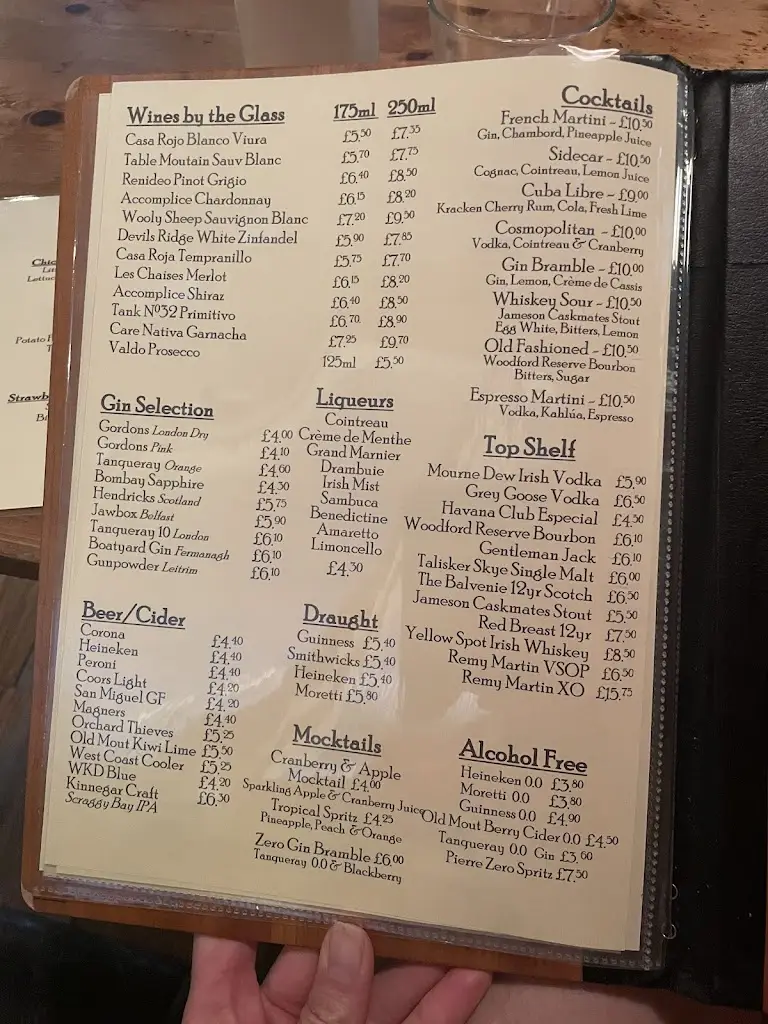 Wines by the Glass 175ml 250ml
Casa Rojo Blanco Viura £5.50 £7.35
Table Moutain Sauv Blanc £5.70 £7.75
Renideo Pinot Grigio £6.40 £8.50
Accomplice Chardonnay £6.15 £8.20
Wooly Sheep Sauvignon Blanc £7.20 £9.50
Devils Ridge White Zinfandel £5.90 £7.85
Casa Roja Tempranillo £5.75 £7.70
Les Chaises Merlot £6.15 £8.20
Accomplice Shiraz £6.40 £8.50
Tank Nº32 Primitivo £6.70 £8.90
Care Nativa Garnacha £7.25 £9.70
Valdo Prosecco 125ml £5.50
Cocktails
French Martini - £10.50
Gin, Chambord, Pineapple Juice
Sidecar - £10.50
Cognac, Cointreau, Lemon Juice
Cuba Libre - £9.00
Kracken Cherry Rum, Cola, Fresh Lime
Cosmopolitan - £10.00
Vodka, Cointreau & Cranberry
Gin Bramble - £10.00
Gin, Lemon, Crème de Cassis
Whiskey Sour - £10.50
Jameson Caskmates Stout
Egg White, Bitters, Lemon
Old Fashioned - £10.50
Woodford Reserve Bourbon
Bitters, Sugar
Espresso Martini - £10.50
Vodka, Kahlúa, Espresso
Gin Selection
Gordons London Dry £4.00
Gordons Pink £4.10
Tanqueray Orange £4.60
Bombay Sapphire £4.30
Hendricks Scotland £5.75
Jawbox Belfast £5.90
Tanqueray 10 London £6.10
Boatyard Gin Fermanagh £6.10
Gunpowder Leitrim £6.10
Liqueurs
Cointreau
Crème de Menthe
Grand Marnier
Drambuie
Irish Mist
Sambuca
Benedictine
Amaretto
Limoncello
£4.30
Top Shelf
Mourne Dew Irish Vodka £5.90
Grey Goose Vodka £6.50
Havana Club Especial £4.50
Woodford Reserve Bourbon £6.10
Gentleman Jack £6.10
Talisker Skye Single Malt £6.00
The Balvenie 12yr Scotch £6.50
Jameson Caskmates Stout £5.50
Red Breast 12yr £7.50
Yellow Spot Irish Whiskey £8.50
Remy Martin VSOP £6.50
Remy Martin XO £15.75
Beer/Cider
Corona £4.40
Heineken £4.40
Peroni £4.40
Coors Light £4.20
San Miguel GF £4.20
Magners £4.40
Orchard Thieves £5.25
Old Mout Kiwi Lime £5.50
West Coast Cooler £5.25
WKD Blue £4.20
Kinnegar Craft £6.30
Scraggy Bay IPA
Draught
Guinness £5.40
Smithwicks £5.40
Heineken £5.40
Moretti £5.80
Mocktails
Cranberry & Apple
Mocktail £4.00
Sparkling Apple & Cranberry Juice
Tropical Spritz £4.25
Pineapple, Peach & Orange
Zero Gin Bramble £6.00
Tanqueray 0.0 & Blackberry
Alcohol Free
Heineken 0.0 £3.80
Moretti 0.0 £3.80
Guinness 0.0 £4.90
Old Mout Berry Cider 0.0 £4.50
Tanqueray 0.0 Gin £3.60
Pierre Zero Spritz £7.50